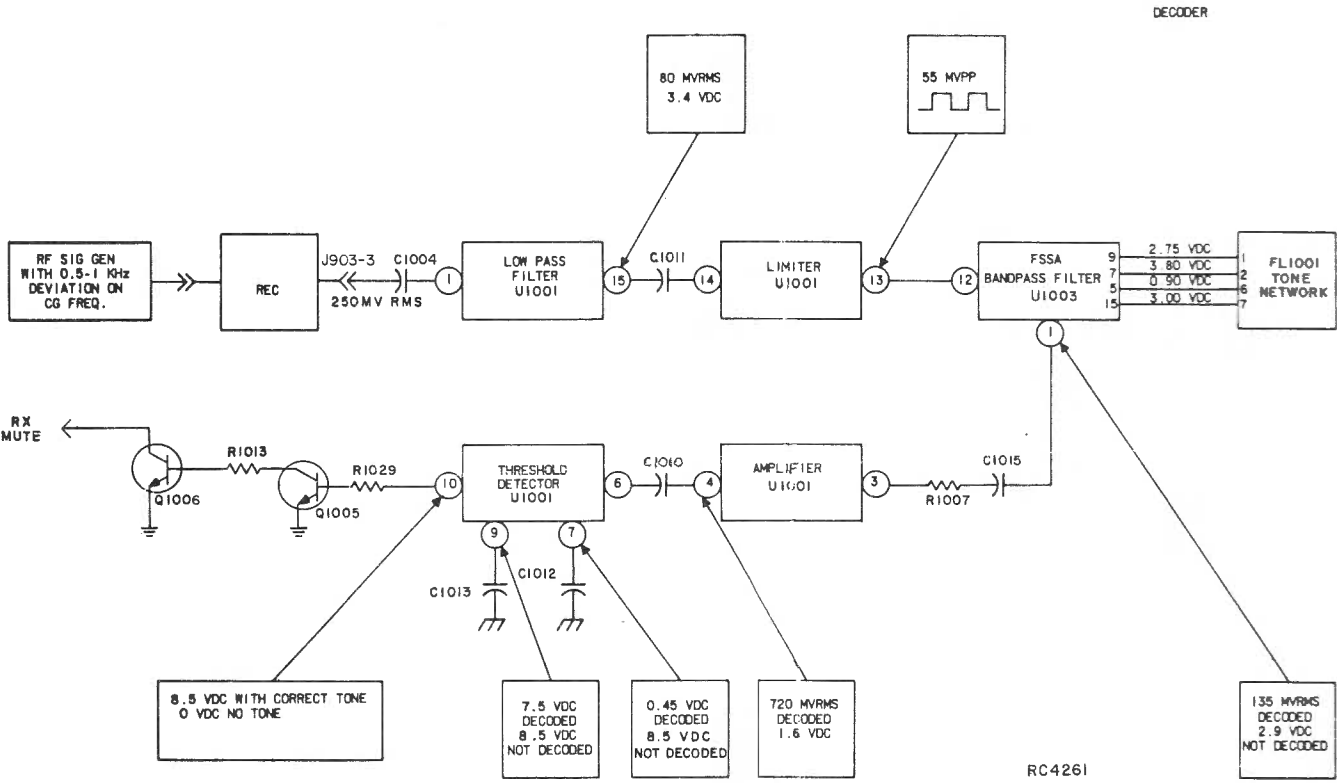 DECODER
80 MVRMS
3.4 VDC
55 MVPP
RF SIG GEN
WITH 0.5-1 KHz
DEVIATION ON
CG FREQ.
REC
J903-3
C1004
250MV RMS
1
LOW PASS
FILTER
U1001
15
C1011
14
LIMITER
U1001
13
12
FSSA
BANDPASS FILTER
U1003
9
7
5
15
2.75 VDC
3.80 VDC
0.90 VDC
3.00 VDC
1
2
6
7
FL1001
TONE
NETWORK
1
RX
MUTE
Q1006
R1013
Q1005
R1029
10
THRESHOLD
DETECTOR
U1001
6
C1010
4
AMPLIFIER
U1001
3
R1007
C1015
9
7
C1013
C1012
8.5 VDC WITH CORRECT TONE
0 VDC NO TONE
7.5 VDC
DECODED
8.5 VDC
NOT DECODED
0.45 VDC
DECODED
8.5 VDC
NOT DECODED
720 MVRMS
DECODED
1.6 VDC
135 MVRMS
DECODED
2.9 VDC
NOT DECODED
RC4261